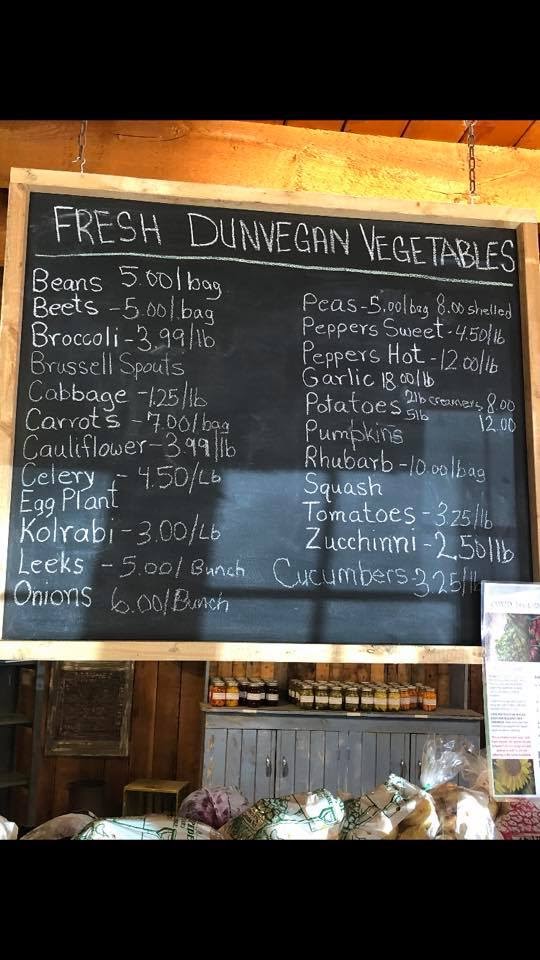 FRESH DUNVEGAN VEGETABLES
Beans 5.00/bag
Beets - 5.00/bag
Broccoli - 3.99/lb
Brussell Spouts
Cabbage - 1.25/lb
Carrots - 7.00/bag
Cauliflower - 3.99/lb
Celery - 4.50/Lb
Egg Plant
Kolrabi - 3.00/Lb
Leeks - 5.00/Bunch
Onions 6.00/Bunch
Peas - 5.00/bag 8.00 shelled
Peppers Sweet - 4.50/lb
Peppers Hot - 12.00/lb
Garlic 18.00/lb
Potatoes 2lb creamers 8.00
5lb 12.00
Pumpkins
Rhubarb - 10.00/bag
Squash
Tomatoes - 3.25/lb
Zucchinni - 2.50/lb
Cucumbers - 3.25/lb